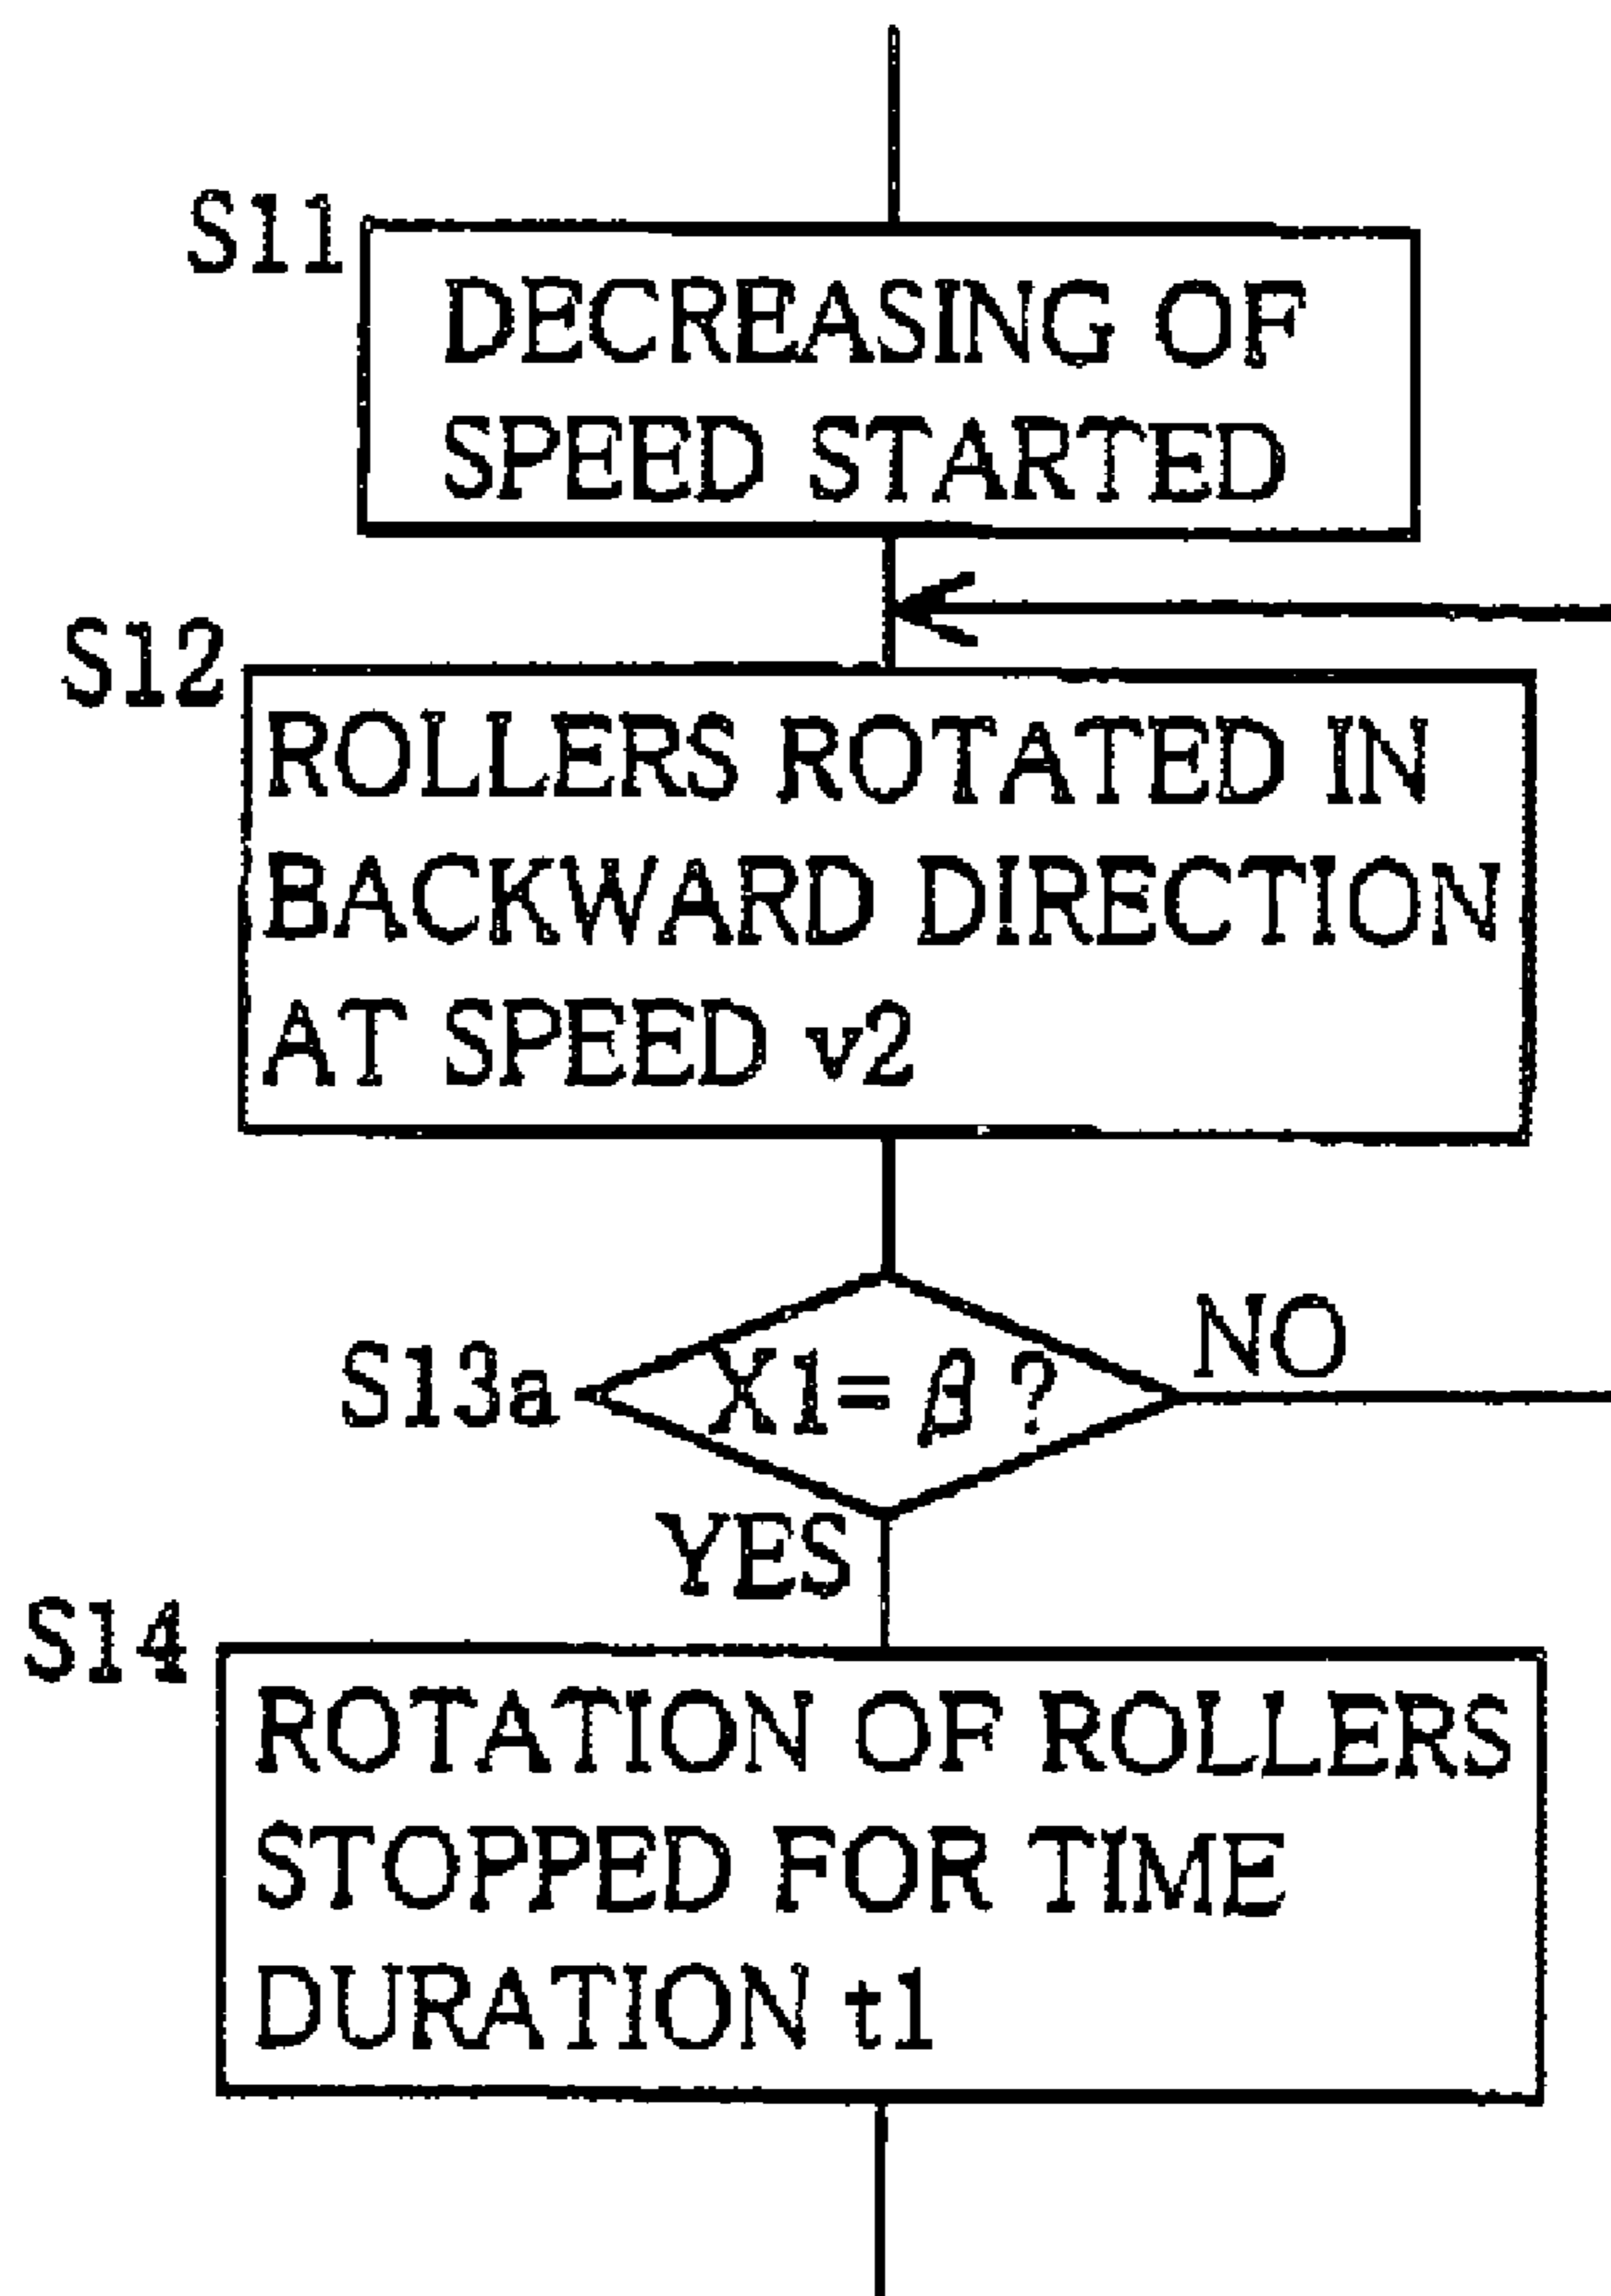 S11
DECREASING OF
SPEED STARTED
S12
ROLLERS ROTATED IN
BACKWARD DIRECTION
AT SPEED v2
S13a
X1=β?
NO
YES
S14
ROTATION OF ROLLERS
STOPPED FOR TIME
DURATION t1